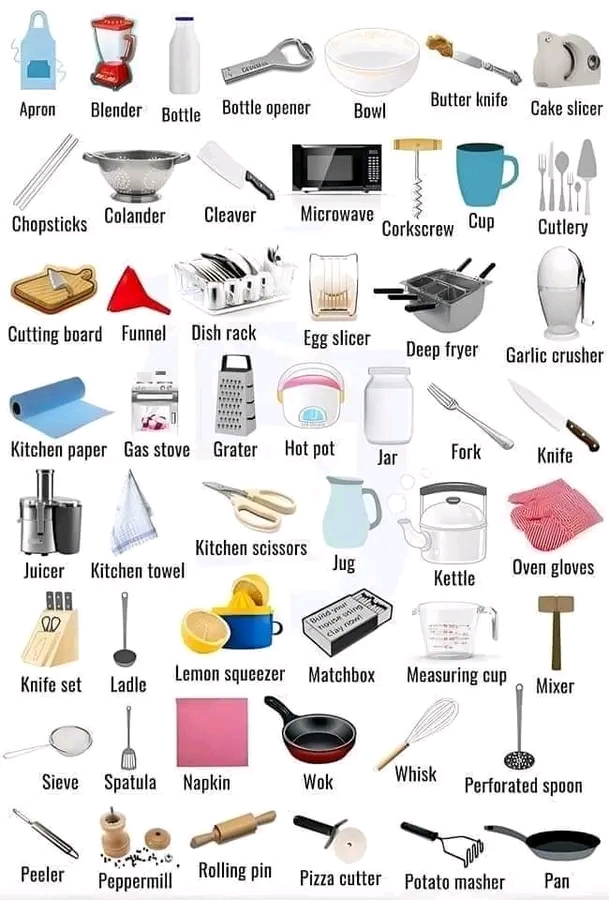 Apron
Blender
Bottle
Bottle opener
Bowl
Butter knife
Cake slicer
Chopsticks
Colander
Cleaver
Microwave
Corkscrew
Cup
Cutlery
Cutting board
Funnel
Dish rack
Egg slicer
Deep fryer
Garlic crusher
Kitchen paper
Gas stove
Grater
Hot pot
Jar
Fork
Knife
Juicer
Kitchen towel
Kitchen scissors
Jug
Kettle
Oven gloves
Knife set
Ladle
Lemon squeezer
Build your
house using
clay now!
Matchbox
Measuring cup
Mixer
Sieve
Spatula
Napkin
Wok
Whisk
Perforated spoon
Peeler
Peppermill
Rolling pin
Pizza cutter
Potato masher
Pan